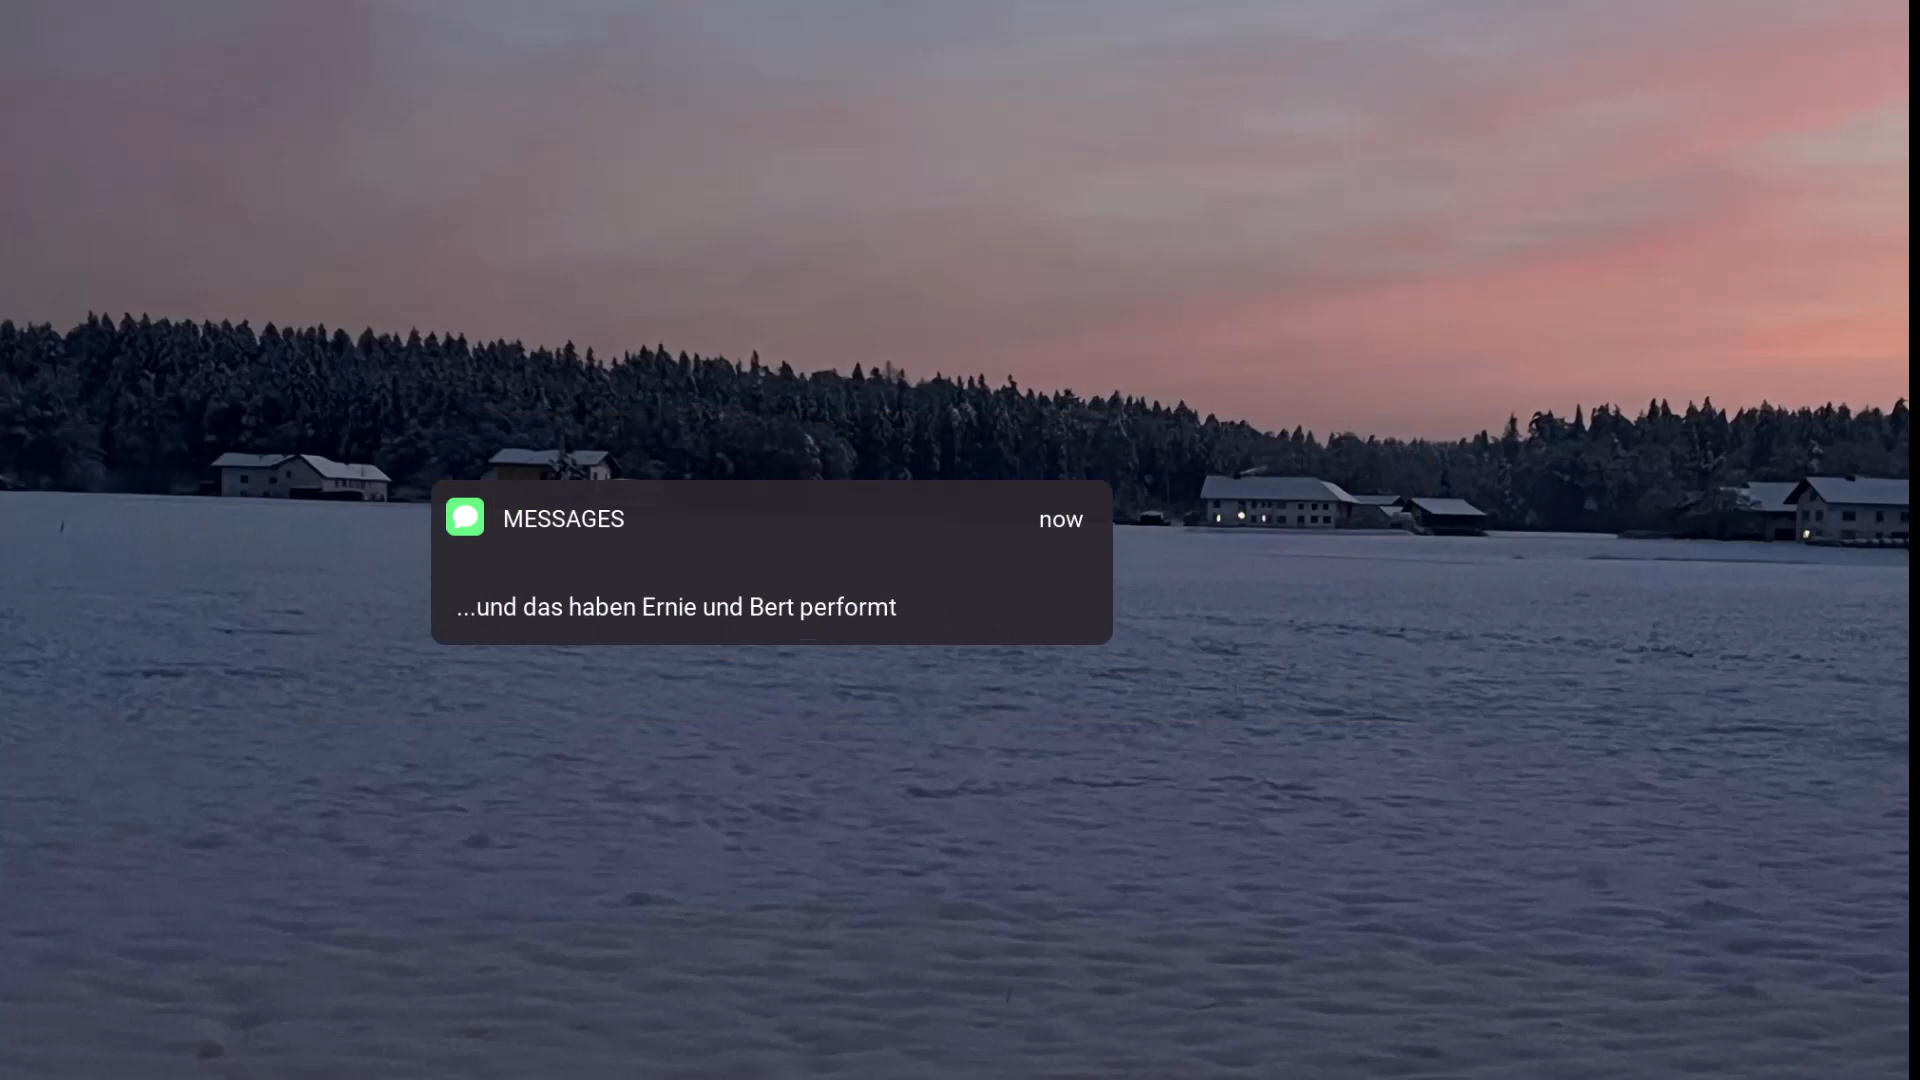 MESSAGES now
...und das haben Ernie und Bert performt